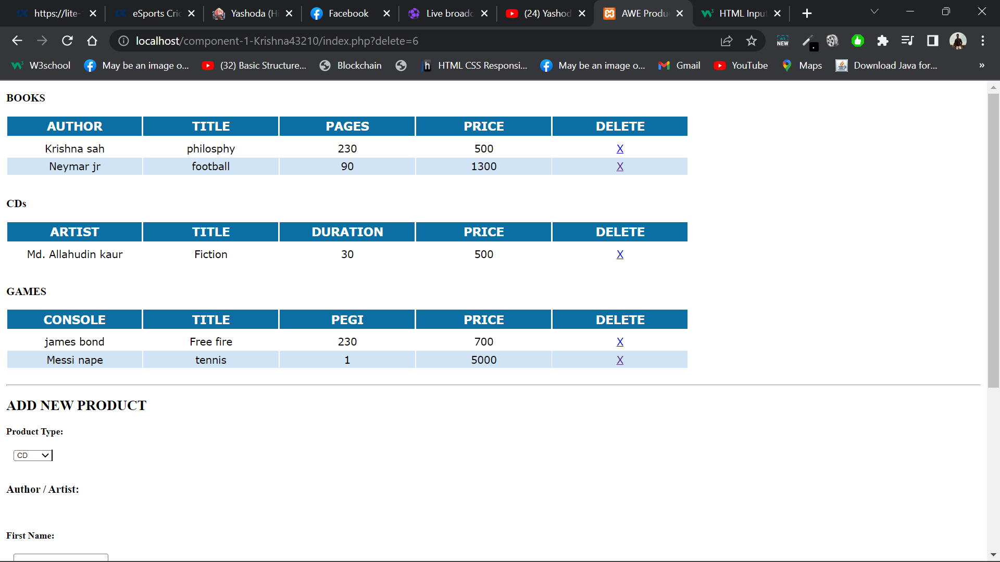 https://lite-
eSports Cric
Yashoda (Hi
Facebook
Live broadc
(24) Yashod
AWE Produ
HTML Input
localhost/component-1-Krishna43210/index.php?delete=6
NEW
W3school
May be an image o...
(32) Basic Structure...
Blockchain
HTML CSS Responsi...
May be an image o...
Gmail
YouTube
Maps
Download Java for...
»
BOOKS
AUTHOR TITLE PAGES PRICE DELETE
Krishna sah philosphy 230 500 X
Neymar jr football 90 1300 X
CDs
ARTIST TITLE DURATION PRICE DELETE
Md. Allahudin kaur Fiction 30 500 X
GAMES
CONSOLE TITLE PEGI PRICE DELETE
james bond Free fire 230 700 X
Messi nape tennis 1 5000 X
ADD NEW PRODUCT
Product Type:
CD
Author / Artist:
First Name: